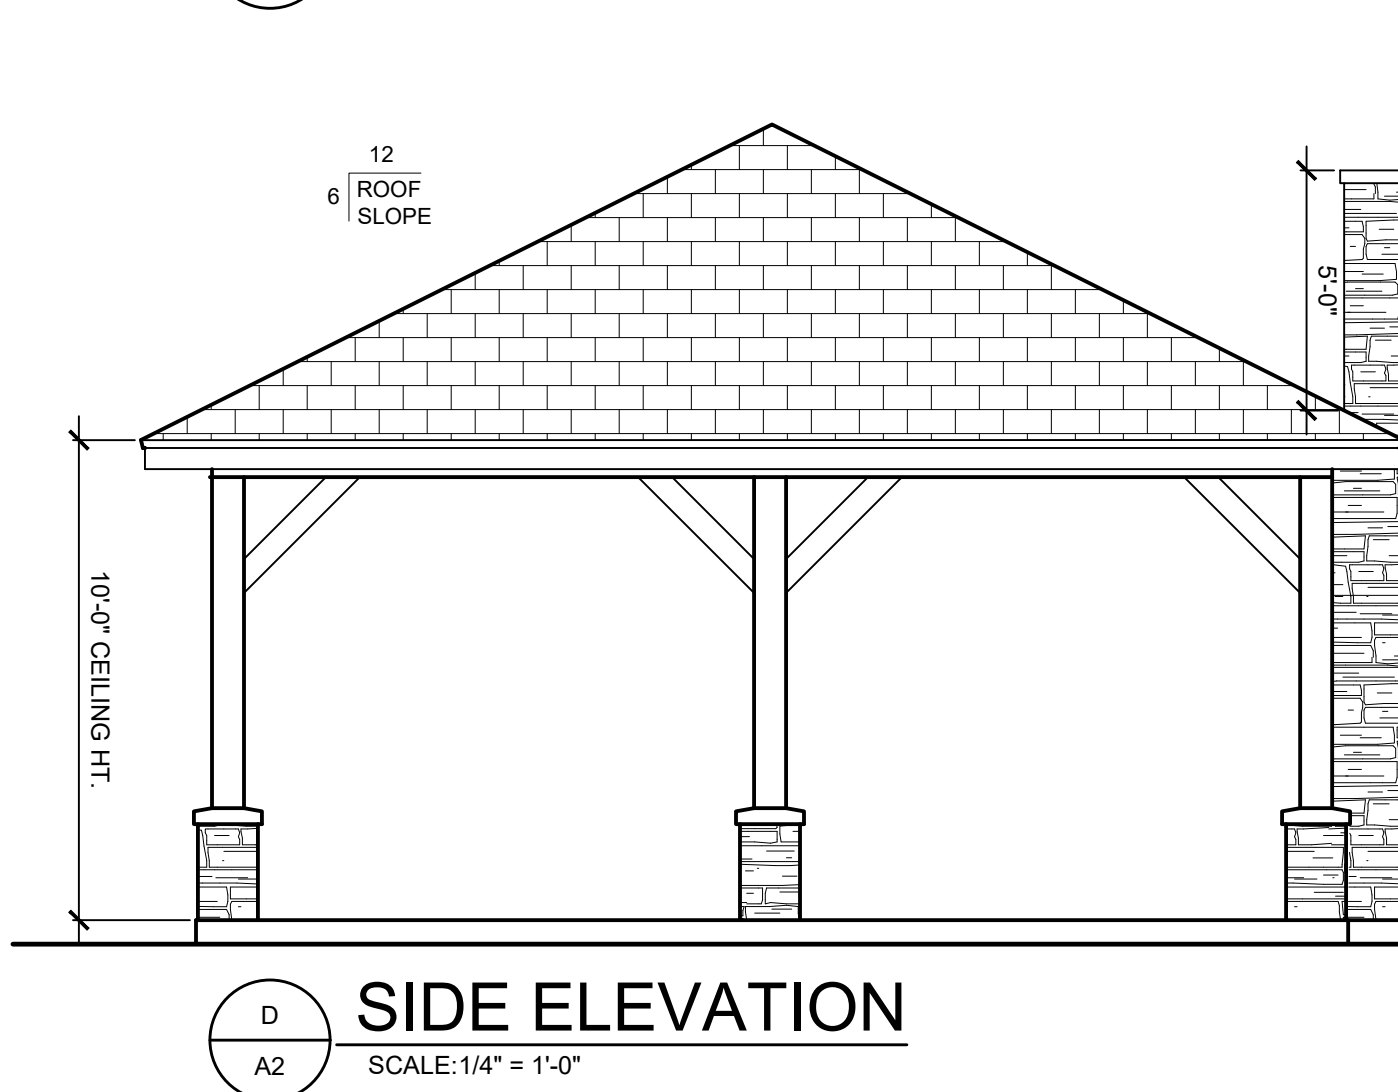 12
6 ROOF
SLOPE
5'-0"
10'-0" CEILING HT.
D
A2
SIDE ELEVATION
SCALE:1/4" = 1'-0"